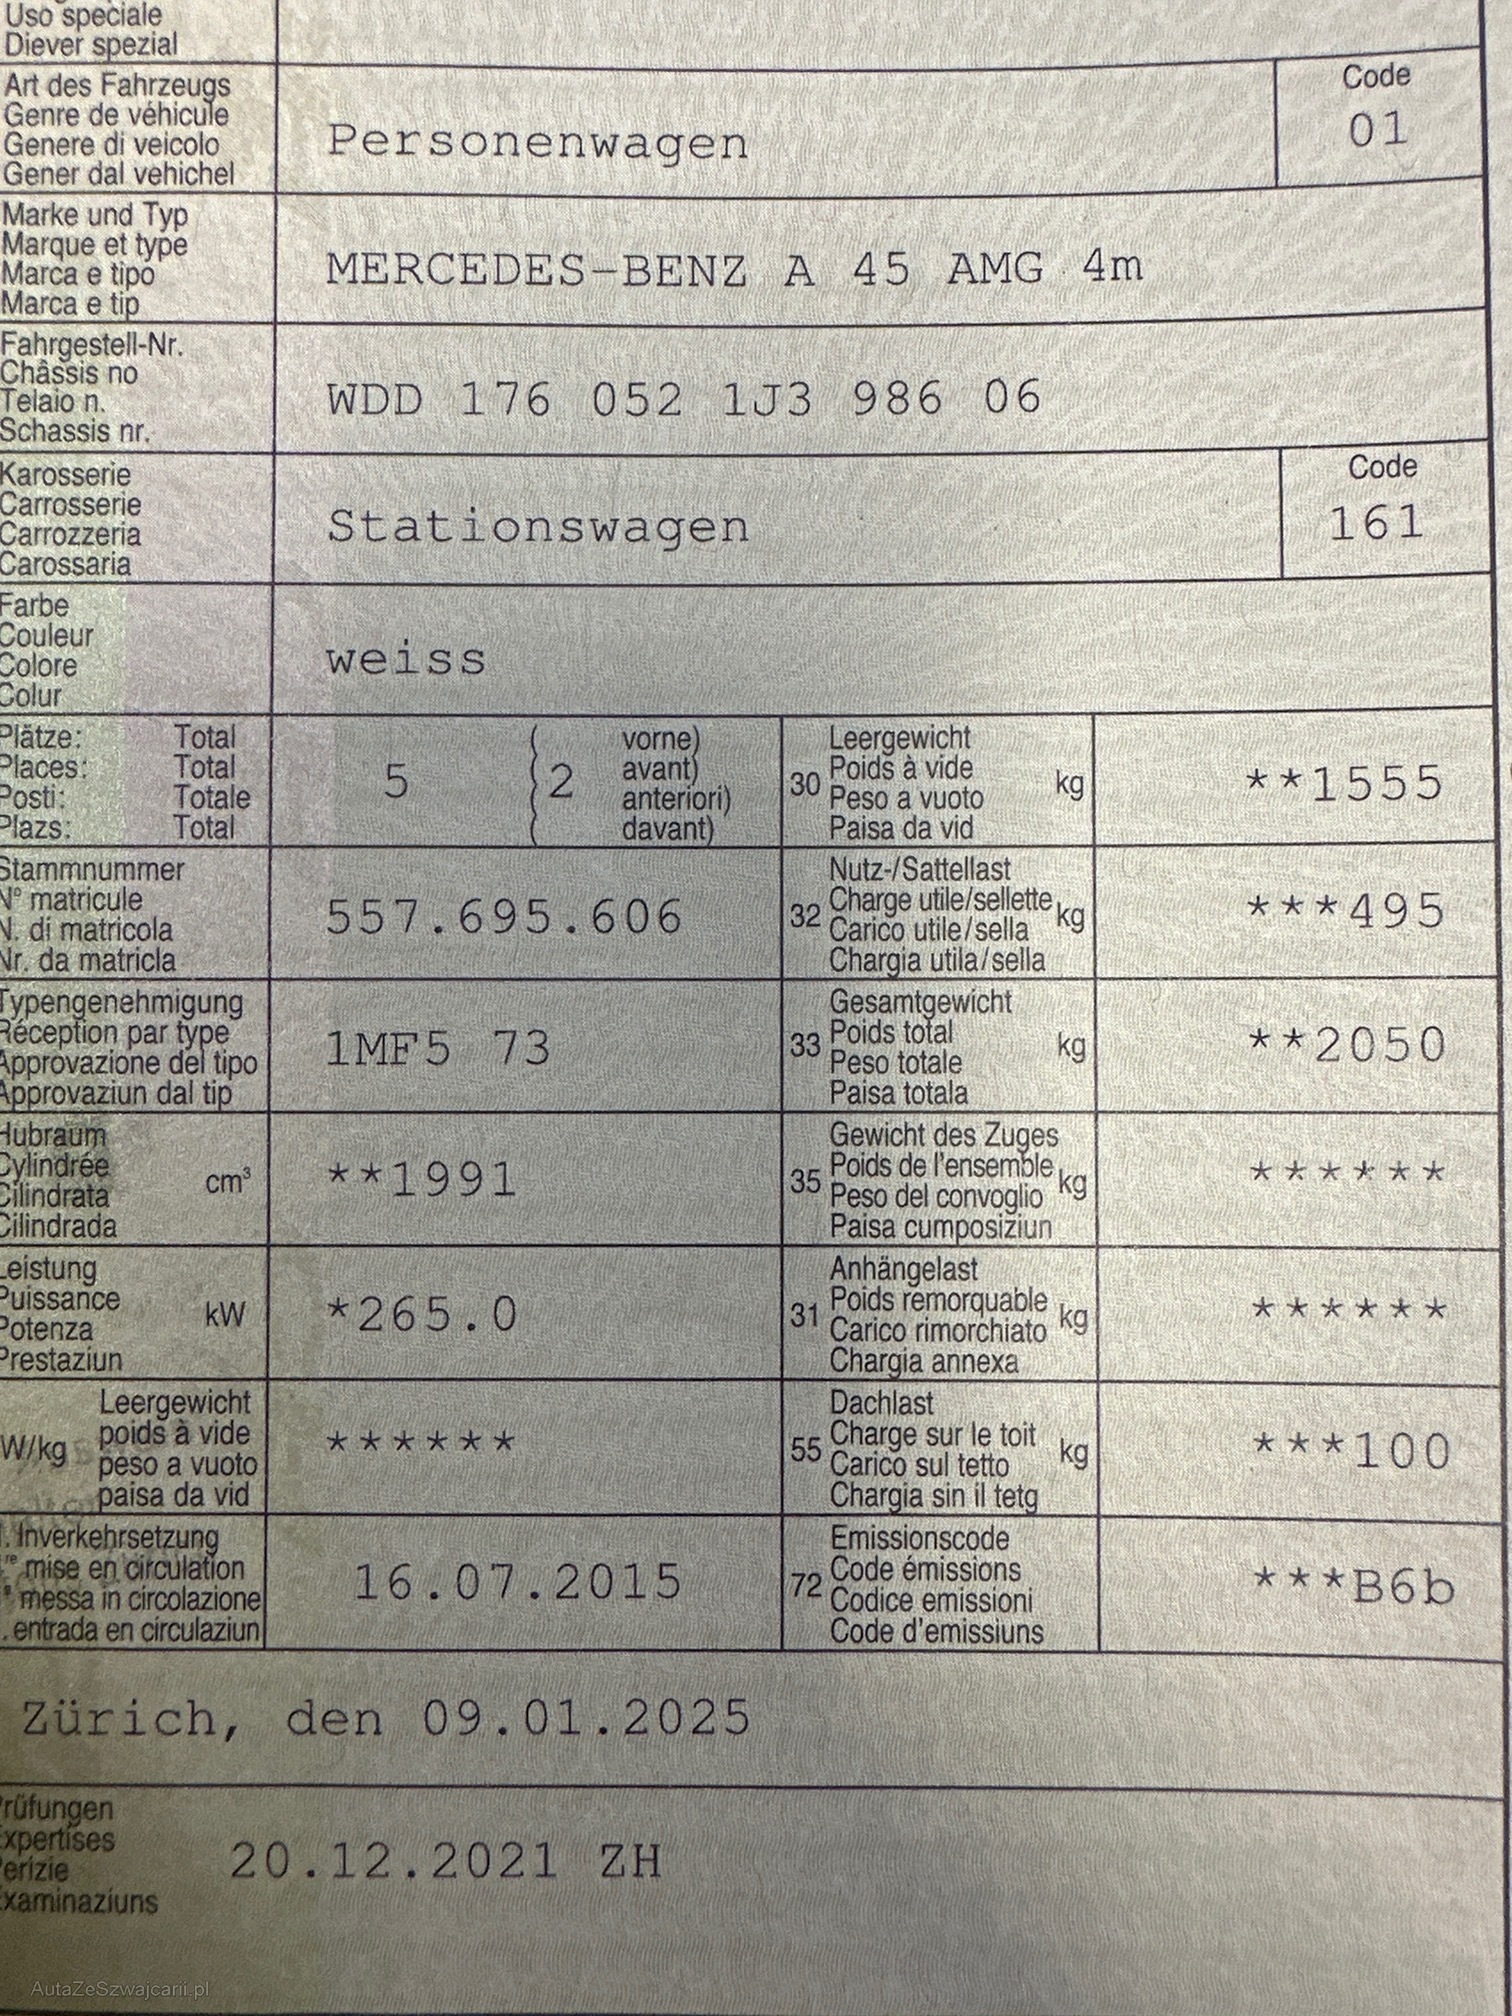 Uso speciale
Diever spezial
Art des Fahrzeugs
Genre de véhicule
Genere di veicolo
Gener dal vehichel
Personenwagen
Code
01
Marke und Typ
Marque et type
Marca e tipo
Marca e tip
MERCEDES-BENZ A 45 AMG 4m
Fahrgestell-Nr.
Châssis no
Telaio n.
Schassis nr.
WDD 176 052 1J3 986 06
Karosserie
Carrosserie
Carrozzeria
Carossaria
Stationswagen
Code
161
Farbe
Couleur
Colore
Colur
weiss
Plätze: Total
Places: Total
Posti: Totale
Plazs: Total
5 ( 2
vorne)
avant)
anteriori)
davant)
30
Leergewicht
Poids à vide
Peso a vuoto
Paisa da vid
kg
**1555
Stammnummer
N° matricule
N. di matricola
Nr. da matricla
557.695.606
32
Nutz-/Sattellast
Charge utile/sellette
Carico utile/sella
Chargia utila/sella
kg
***495
Typengenehmigung
Réception par type
Approvazione del tipo
Approvaziun dal tip
1MF5 73
33
Gesamtgewicht
Poids total
Peso totale
Paisa totala
kg
**2050
Hubraum
Cylindrée
Cilindrata
Cilindrada
cm³
**1991
35
Gewicht des Zuges
Poids de l'ensemble
Peso del convoglio
Paisa cumposiziun
kg
******
Leistung
Puissance
Potenza
Prestaziun
kW
*265.0
31
Anhängelast
Poids remorquable
Carico rimorchiato
Chargia annexa
kg
******
W/kg
Leergewicht
poids à vide
peso a vuoto
paisa da vid
******
55
Dachlast
Charge sur le toit
Carico sul tetto
Chargia sin il tetg
kg
***100
. Inverkehrsetzung
re mise en circulation
messa in circolazione
. entrada en circulaziun
16.07.2015
72
Emissionscode
Code émissions
Codice emissioni
Code d'emissiuns
***B6b
Zürich, den 09.01.2025
rüfungen
xpertises
erizie
xaminaziuns
20.12.2021 ZH
AutaZeSzwajcarii.pl